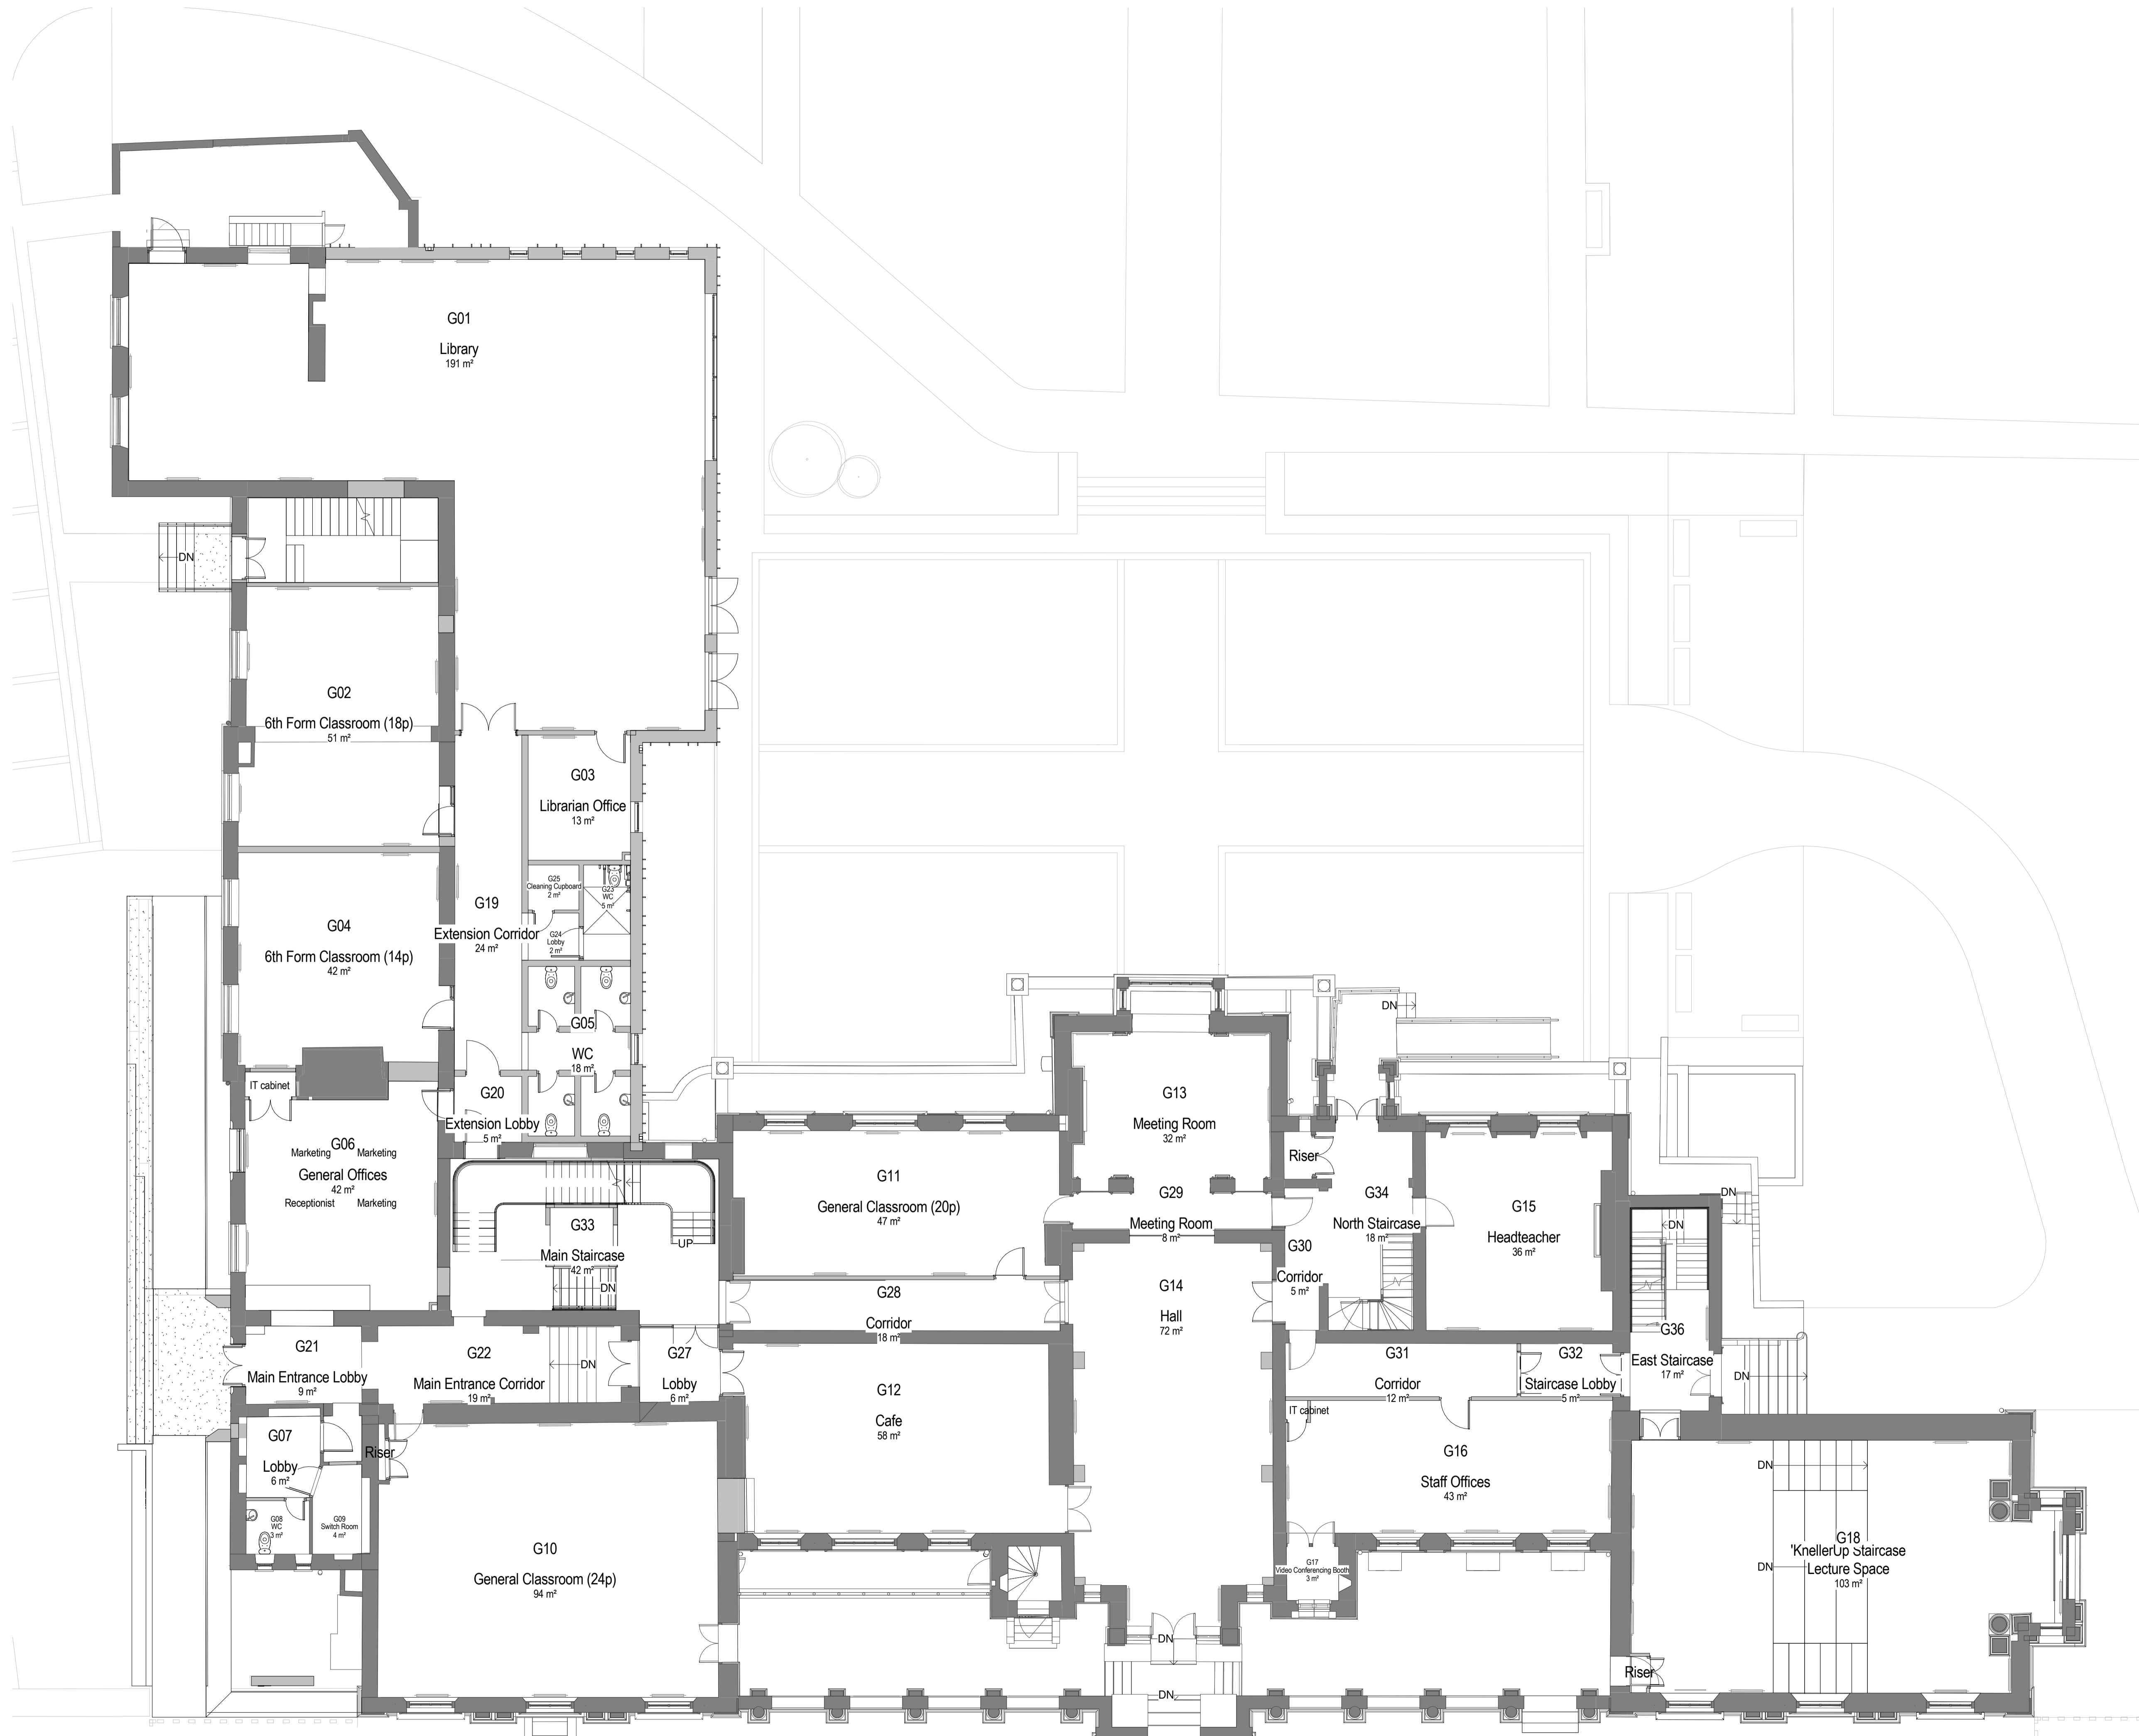 G01
Library
191 m²
DN
G02
6th Form Classroom (18p)
51 m²
G03
Librarian Office
13 m²
G25
Cleaning Cupboard
2 m²
G23
WC
5 m²
G19
Extension Corridor
24 m²
G24
Lobby
2 m²
G04
6th Form Classroom (14p)
42 m²
G05
WC
18 m²
IT cabinet
G20
Extension Lobby
5 m²
G06
Marketing Marketing
General Offices
42 m²
Receptionist Marketing
G33
Main Staircase
42 m²
UP
DN
G11
General Classroom (20p)
47 m²
G13
Meeting Room
32 m²
G29
Meeting Room
8 m²
DN
Riser
G34
North Staircase
18 m²
G30
Corridor
5 m²
G15
Headteacher
36 m²
DN
DN
G28
Corridor
18 m²
G14
Hall
72 m²
G21
Main Entrance Lobby
9 m²
G22
Main Entrance Corridor
19 m²
DN
G27
Lobby
6 m²
G12
Cafe
58 m²
G31
Corridor
12 m²
G32
Staircase Lobby
5 m²
G36
East Staircase
17 m²
DN
IT cabinet
G07
Lobby
6 m²
Riser
G08
WC
3 m²
G09
Switch Room
4 m²
G16
Staff Offices
43 m²
DN
G10
General Classroom (24p)
94 m²
G17
Video Conferencing Booth
3 m²
G18
'KnellerUp Staircase
DN
Lecture Space
103 m²
DN
DN
Riser